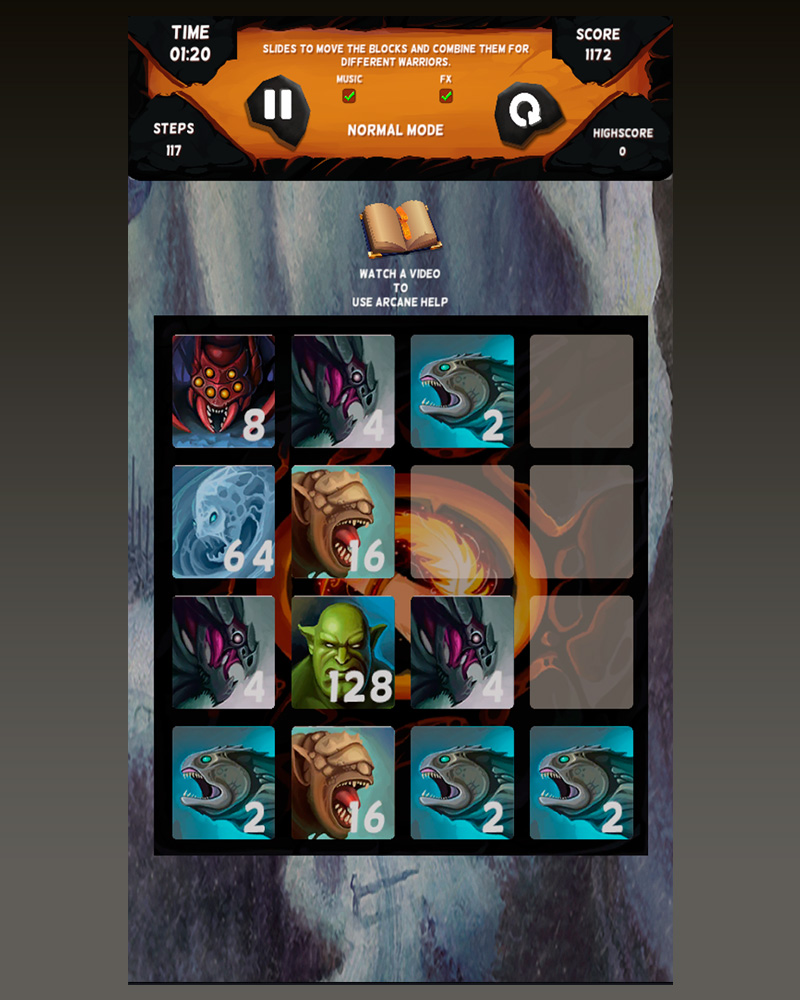 TIME
01:20
SCORE
1172
SLIDES TO MOVE THE BLOCKS AND COMBINE THEM FOR
DIFFERENT WARRIORS.
MUSIC
FX
STEPS
117
NORMAL MODE
HIGHSCORE
0
WATCH A VIDEO
TO
USE ARCANE HELP
8
4
2
64
16
4
128
4
2
16
2
2